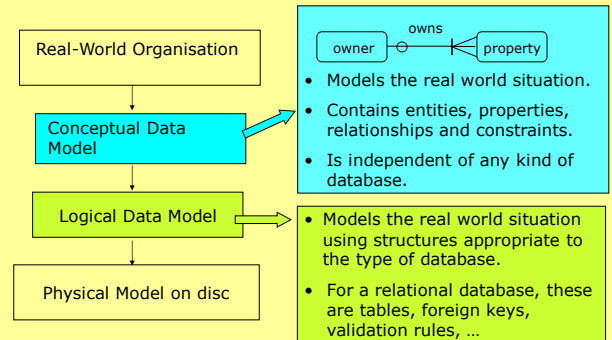 Real-World Organisation
Conceptual Data
Model
Logical Data Model
Physical Model on disc
owns
owner
property
• Models the real world situation.
• Contains entities, properties,
relationships and constraints.
• Is independent of any kind of
database.
• Models the real world situation
using structures appropriate to
the type of database.
• For a relational database, these
are tables, foreign keys,
validation rules, …